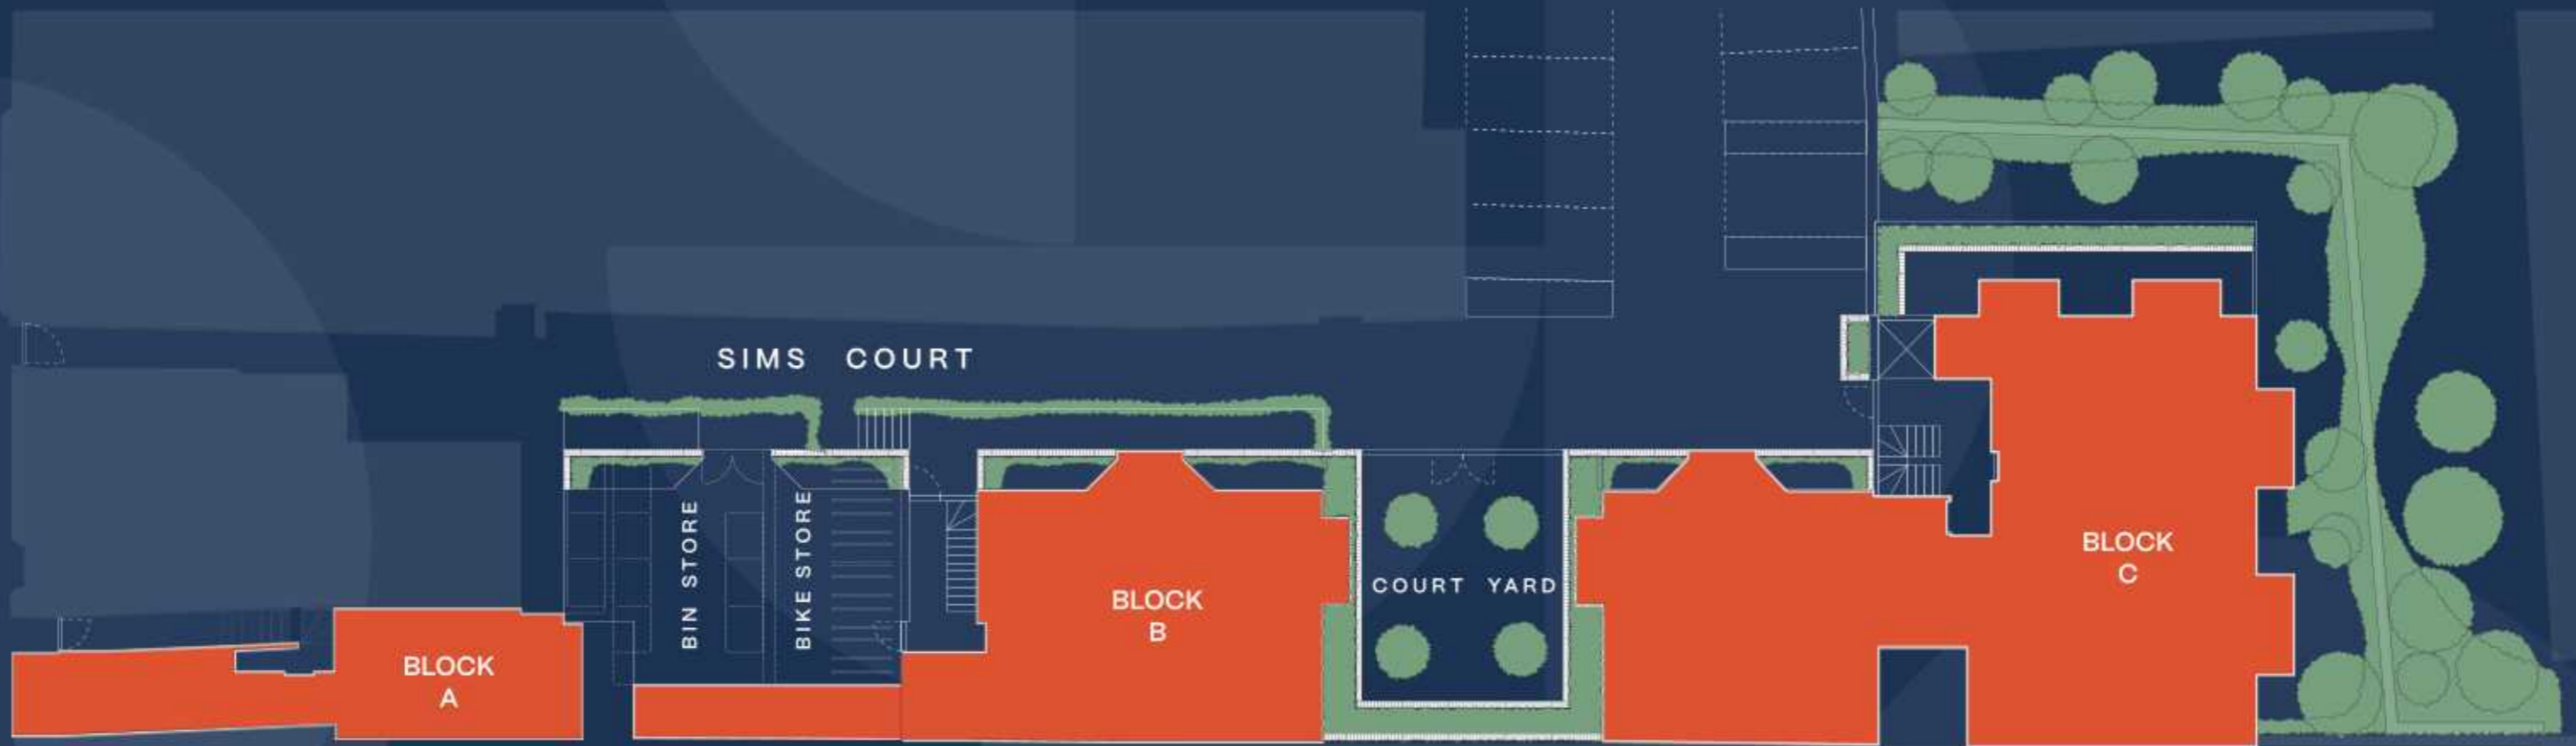 SIMS COURT
BIN STORE
BIKE STORE
COURT YARD
BLOCK
A
BLOCK
B
BLOCK
C